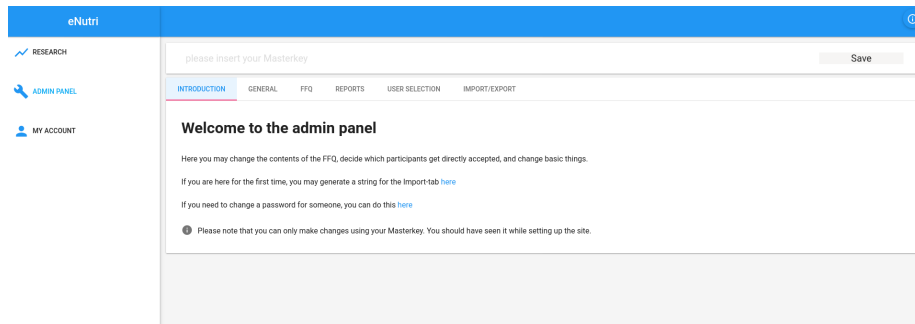 eNutri
RESEARCH
ADMIN PANEL
MY ACCOUNT
please insert your Masterkey
Save
INTRODUCTION
GENERAL
FFQ
REPORTS
USER SELECTION
IMPORT/EXPORT
Welcome to the admin panel
Here you may change the contents of the FFQ, decide which participants get directly accepted, and change basic things.
If you are here for the first time, you may generate a string for the Import-tab here
If you need to change a password for someone, you can do this here
Please note that you can only make changes using your Masterkey. You should have seen it while setting up the site.